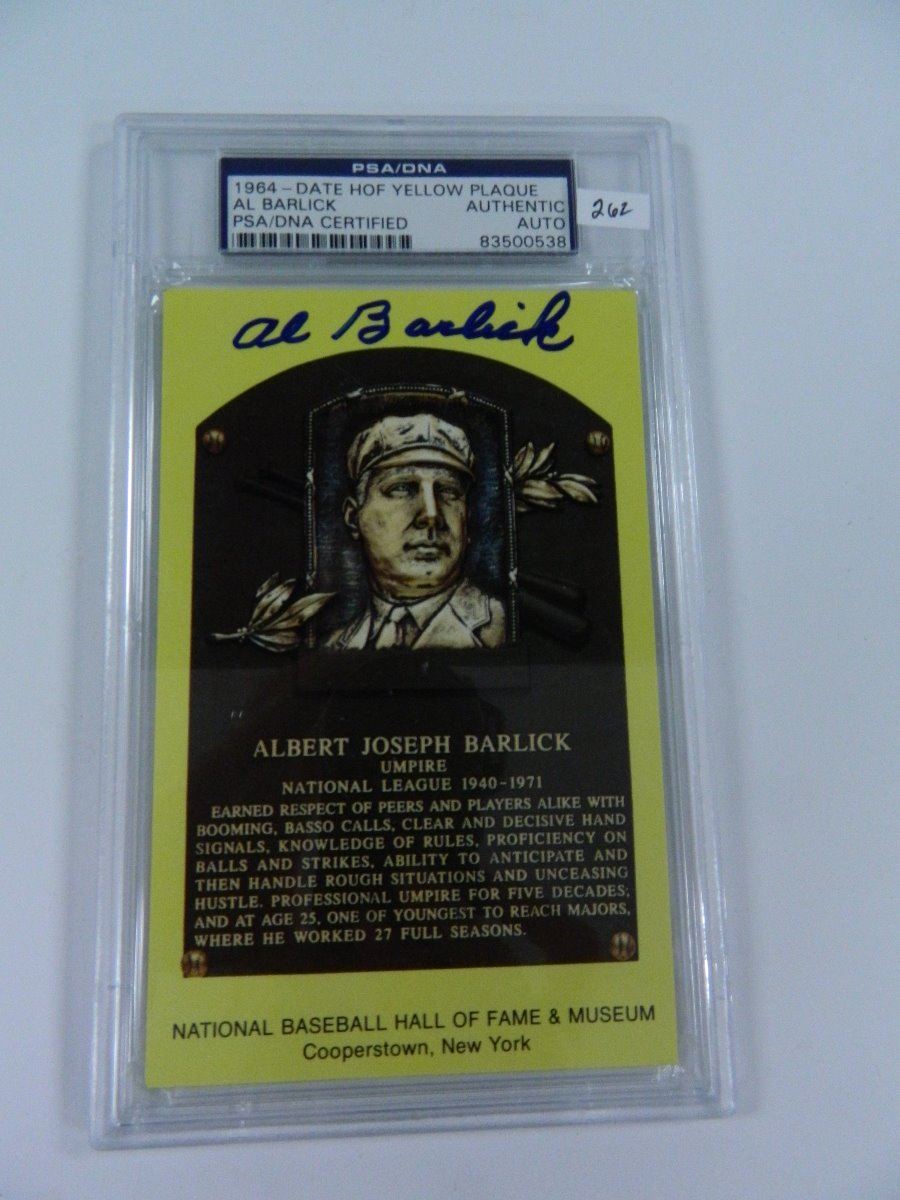 PSA/DNA
1964 - DATE HOF YELLOW PLAQUE
AL BARLICK AUTHENTIC
PSA/DNA CERTIFIED AUTO
83500538
262
Al Barlick
ALBERT JOSEPH BARLICK
UMPIRE
NATIONAL LEAGUE 1940-1971
EARNED RESPECT OF PEERS AND PLAYERS ALIKE WITH
BOOMING, BASSO CALLS, CLEAR AND DECISIVE HAND
SIGNALS, KNOWLEDGE OF RULES, PROFICIENCY ON
BALLS AND STRIKES, ABILITY TO ANTICIPATE AND
THEN HANDLE ROUGH SITUATIONS AND UNCEASING
HUSTLE. PROFESSIONAL UMPIRE FOR FIVE DECADES;
AND AT AGE 25, ONE OF YOUNGEST TO REACH MAJORS,
WHERE HE WORKED 27 FULL SEASONS.
NATIONAL BASEBALL HALL OF FAME & MUSEUM
Cooperstown, New York